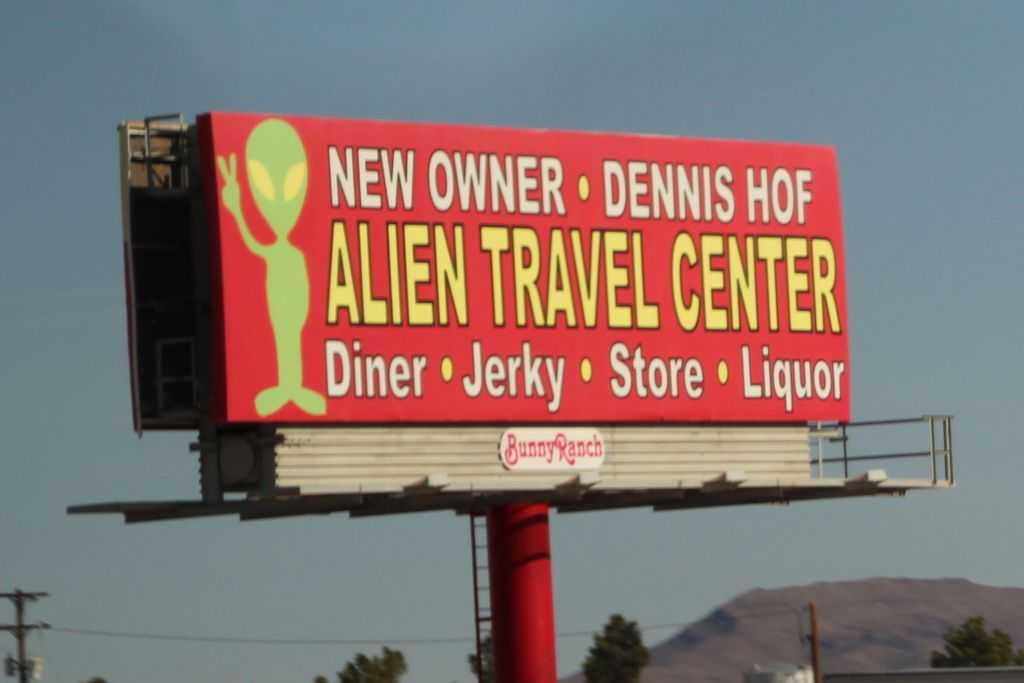 NEW OWNER • DENNIS HOF
ALIEN TRAVEL CENTER
Diner • Jerky • Store • Liquor
BunnyRanch